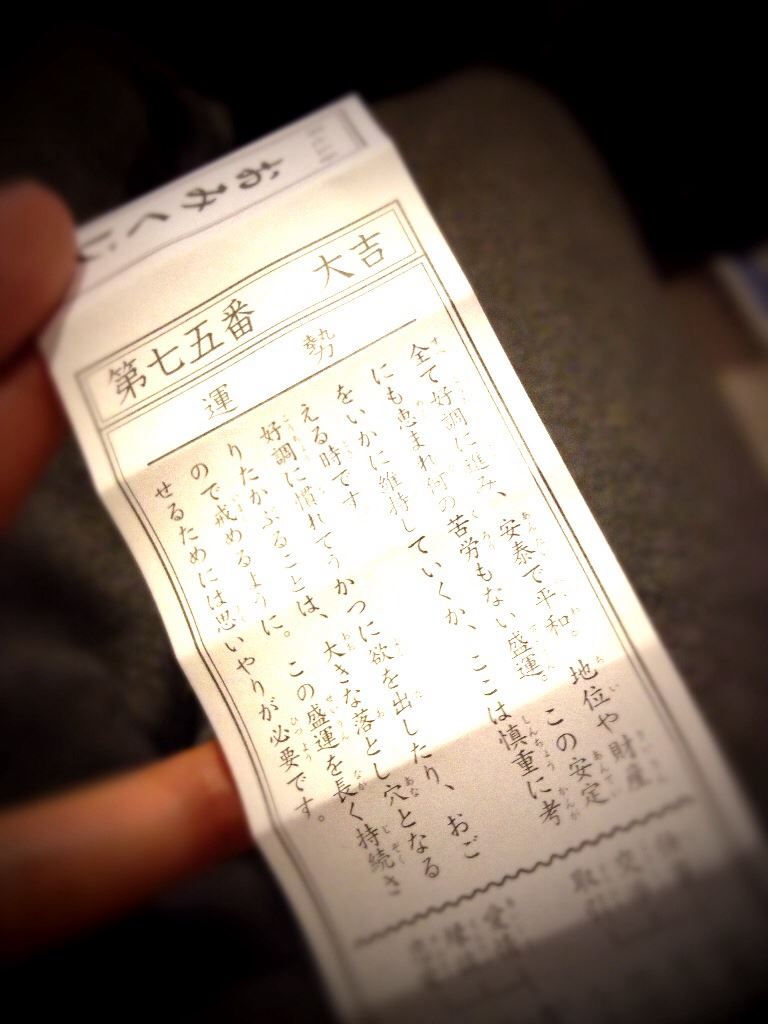 おみくじ
第七五番 大吉
運勢
全て好調に進み、安泰で平和。地位や財産
にも恵まれ何の苦労もない盛運。この安定
をいかに維持していくか、ここは慎重に考
える時です。
好調に慣れてうかつに欲を出したり、おご
りたかぶることは、大きな落とし穴となる
ので戒めるように。この盛運を長く持続さ
せるためには思いやりが必要です。
取引